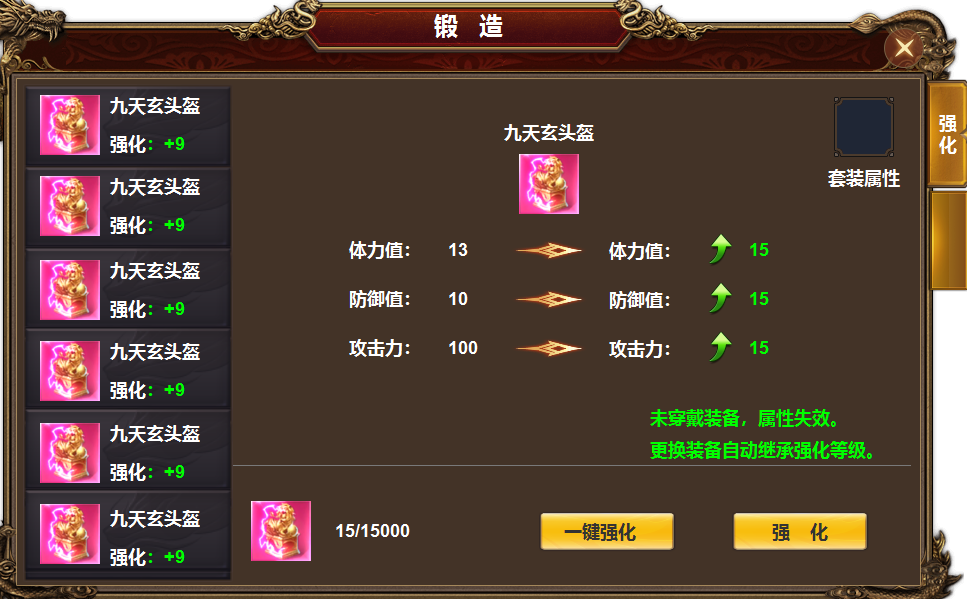 锻 造
九天玄头盔
强化：+9
九天玄头盔
强化：+9
九天玄头盔
强化：+9
九天玄头盔
强化：+9
九天玄头盔
强化：+9
九天玄头盔
强化：+9
九天玄头盔
体力值： 13 体力值： 15
防御值： 10 防御值： 15
攻击力： 100 攻击力： 15
未穿戴装备，属性失效。
更换装备自动继承强化等级。
15/15000
一键强化
强 化
套装属性
强化